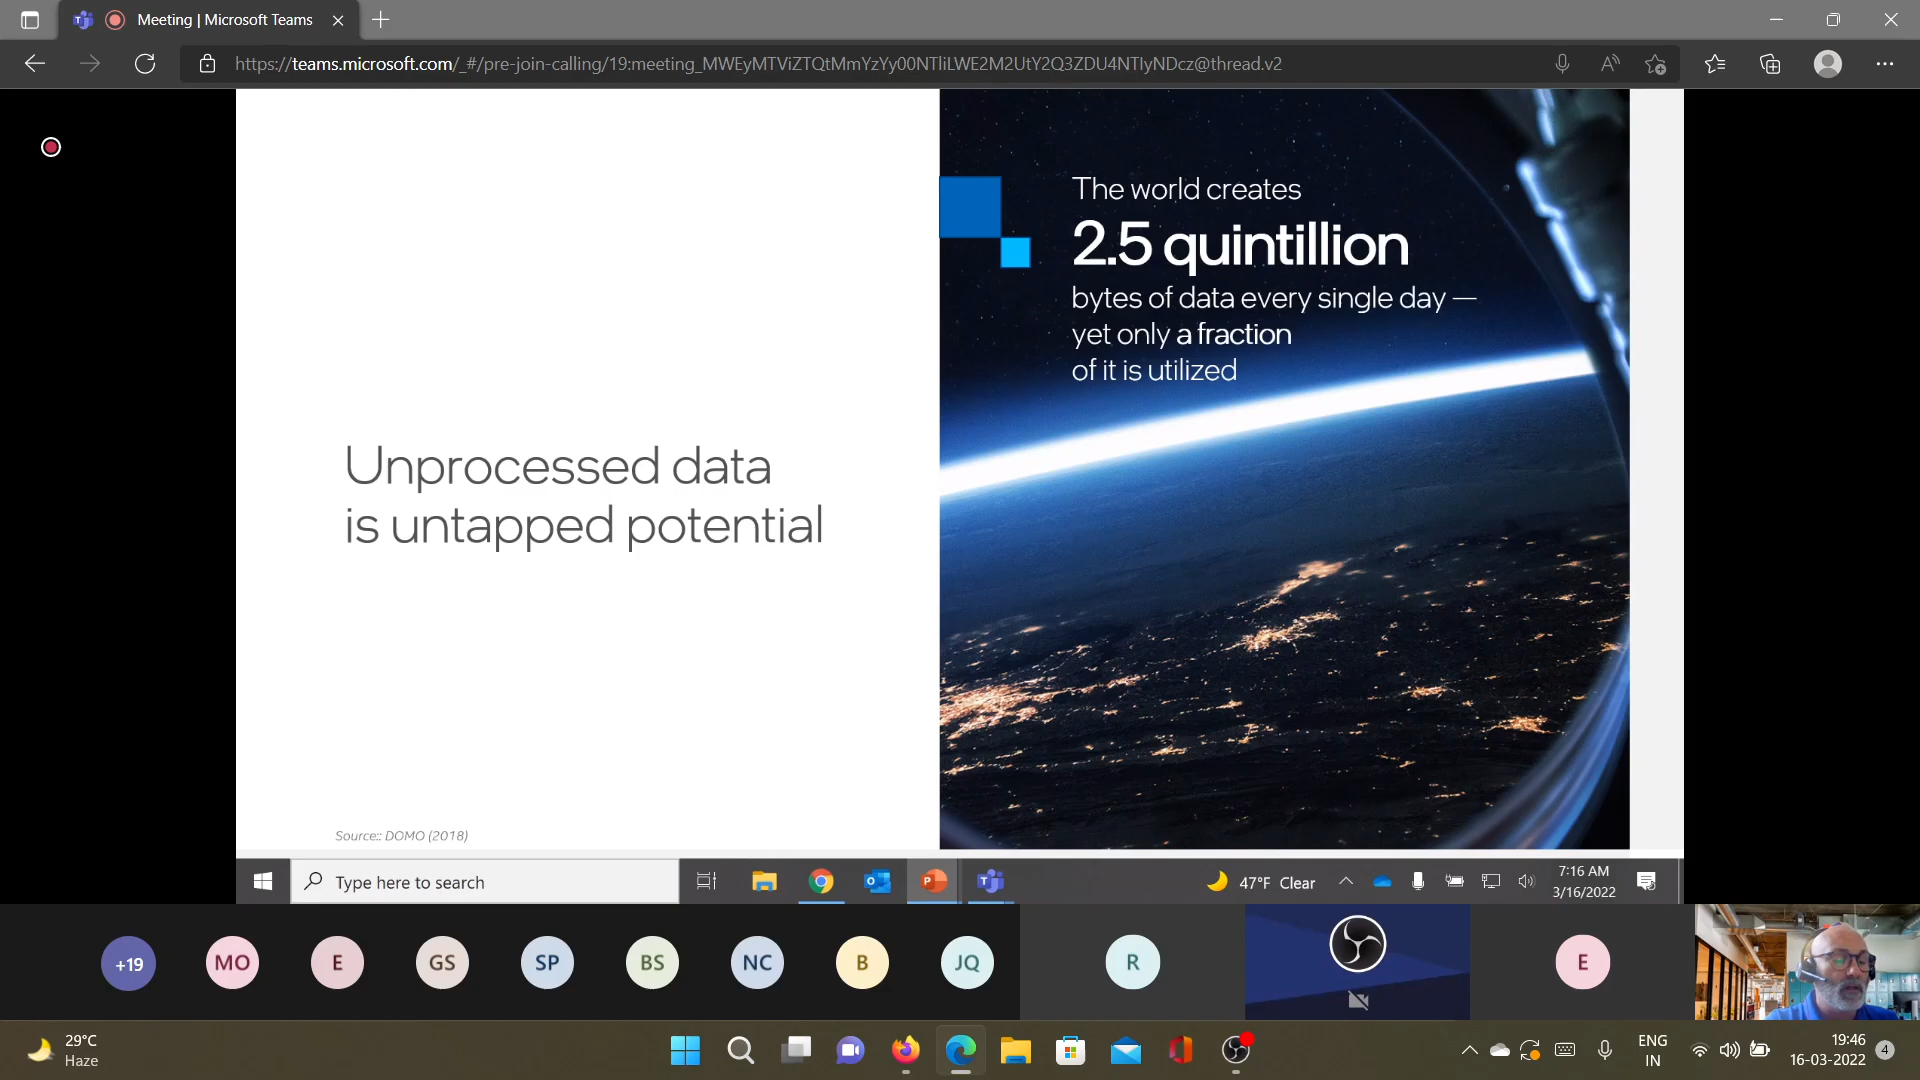 Meeting | Microsoft Teams
https://teams.microsoft.com/_#/pre-join-calling/19:meeting_MWEyMTViZTQtMmYzYy00NTliLWE2M2UtY2Q3ZDU4NTIyNDcz@thread.v2
The world creates
2.5 quintillion
bytes of data every single day —
yet only a fraction
of it is utilized
Unprocessed data
is untapped potential
Source:: DOMO (2018)
Type here to search
47°F Clear
7:16 AM
3/16/2022
+19
MO
E
GS
SP
BS
NC
B
JQ
R
E
29°C
Haze
ENG
IN
19:46
16-03-2022
4